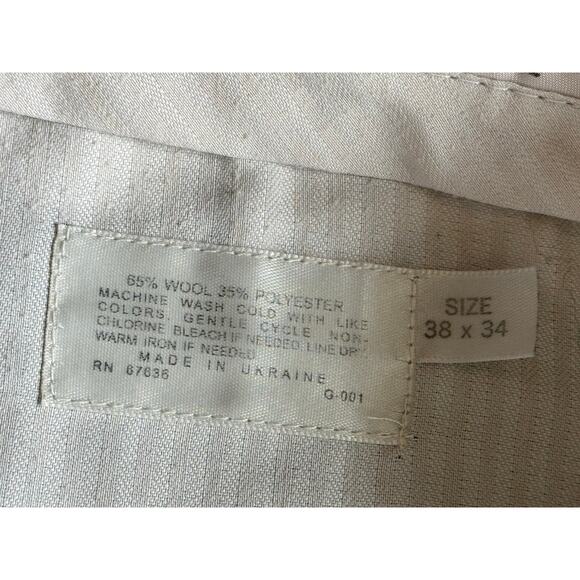 65% WOOL 35% POLYESTER
MACHINE WASH COLD WITH LIKE
COLORS, GENTLE CYCLE NON-
CHLORINE BLEACH IF NEEDED, LINE DRY
WARM IRON IF NEEDED
MADE IN UKRAINE
RN 67636
G-001
SIZE
38 x 34